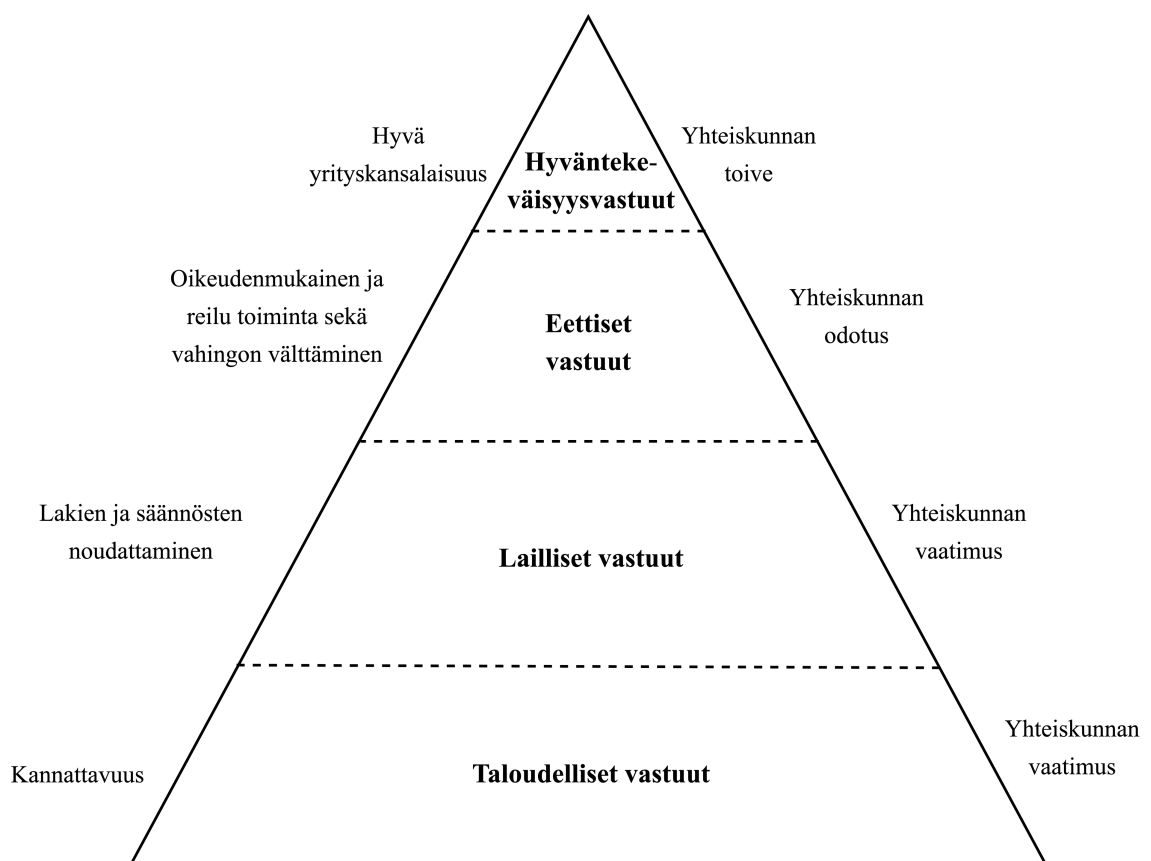 Hyvä
yrityskansalaisuus
Hyvänteke-
väisyysvastuut
Yhteiskunnan
toive
Oikeudenmukainen ja
reilu toiminta sekä
vahingon välttäminen
Eettiset
vastuut
Yhteiskunnan
odotus
Lakien ja säännösten
noudattaminen
Lailliset vastuut
Yhteiskunnan
vaatimus
Kannattavuus
Taloudelliset vastuut
Yhteiskunnan
vaatimus